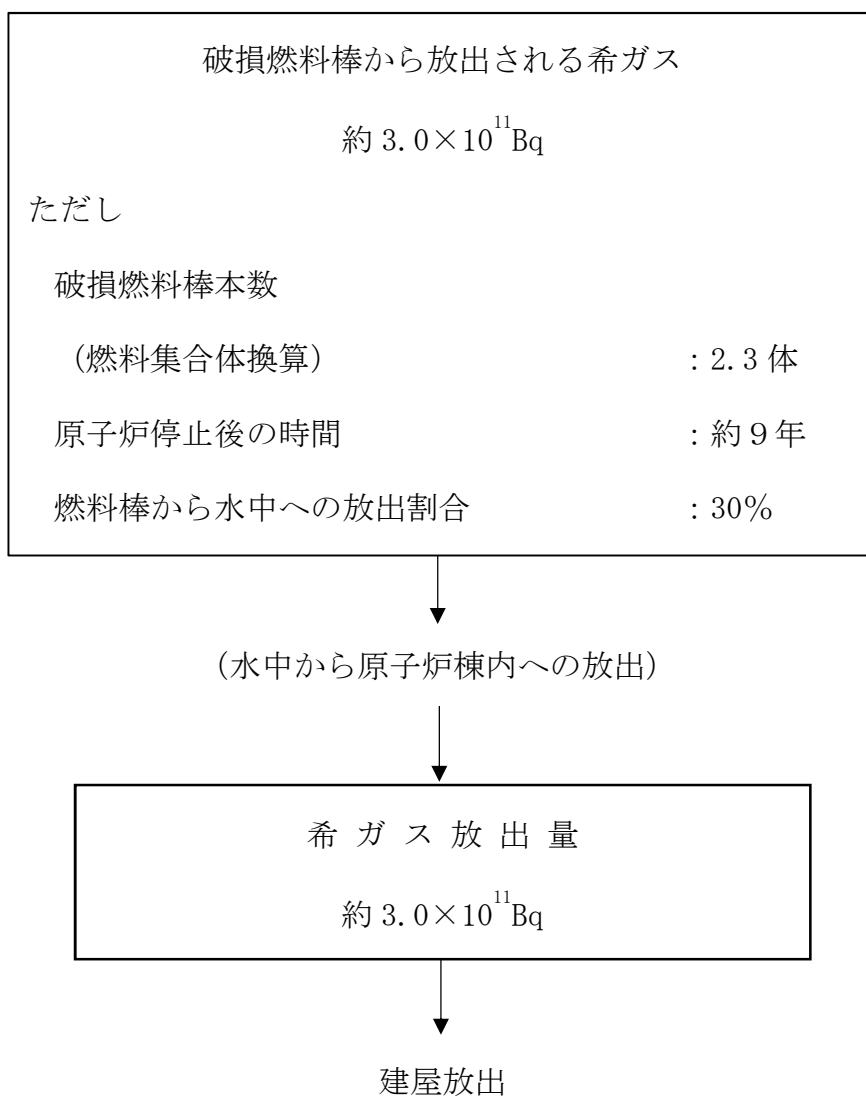 破損燃料棒から放出される希ガス
約 3.0×10¹¹Bq
ただし
破損燃料棒本数
（燃料集合体換算） : 2.3 体
原子炉停止後の時間 : 約９年
燃料棒から水中への放出割合 : 30%
（水中から原子炉棟内への放出）
希 ガ ス 放 出 量
約 3.0×10¹¹Bq
建屋放出